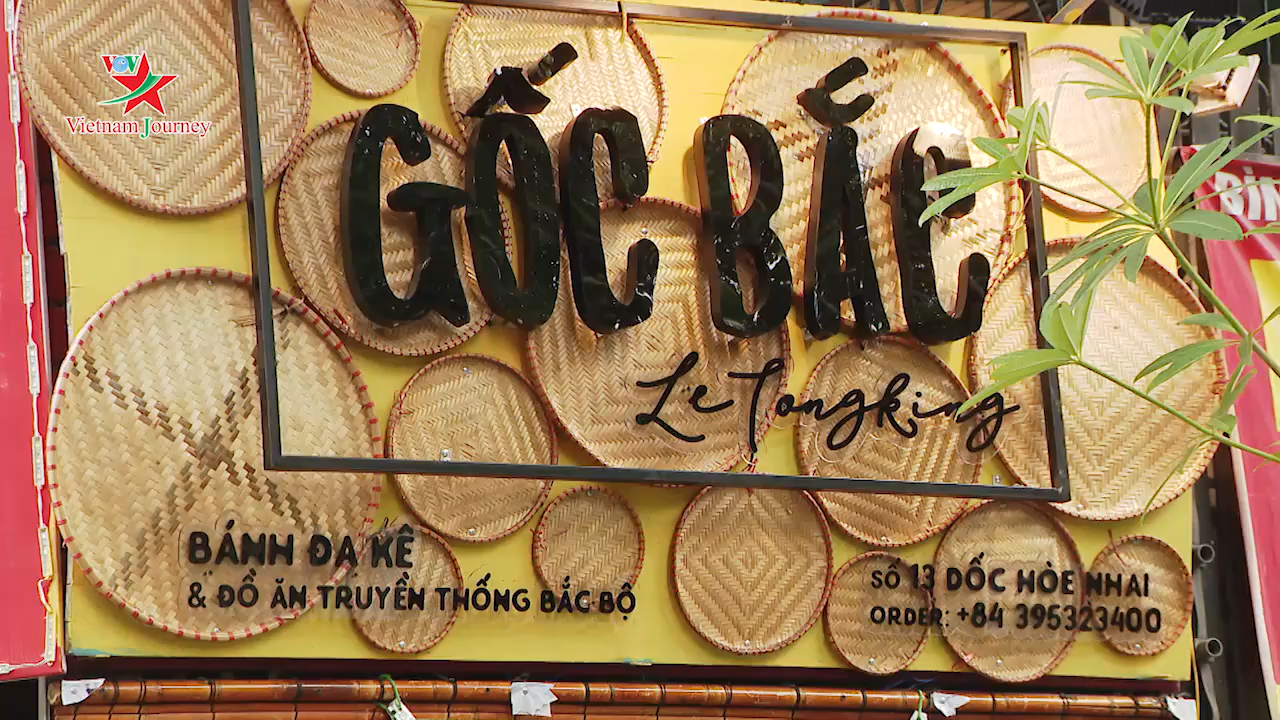 VOV
Vietnam Journey
GỐC BẮC
Le Tongking
BÁNH ĐA KÊ
& ĐỒ ĂN TRUYỀN THỐNG BẮC BỘ
SỐ 13 DỐC HÒE NHAI
ORDER: +84 395323400